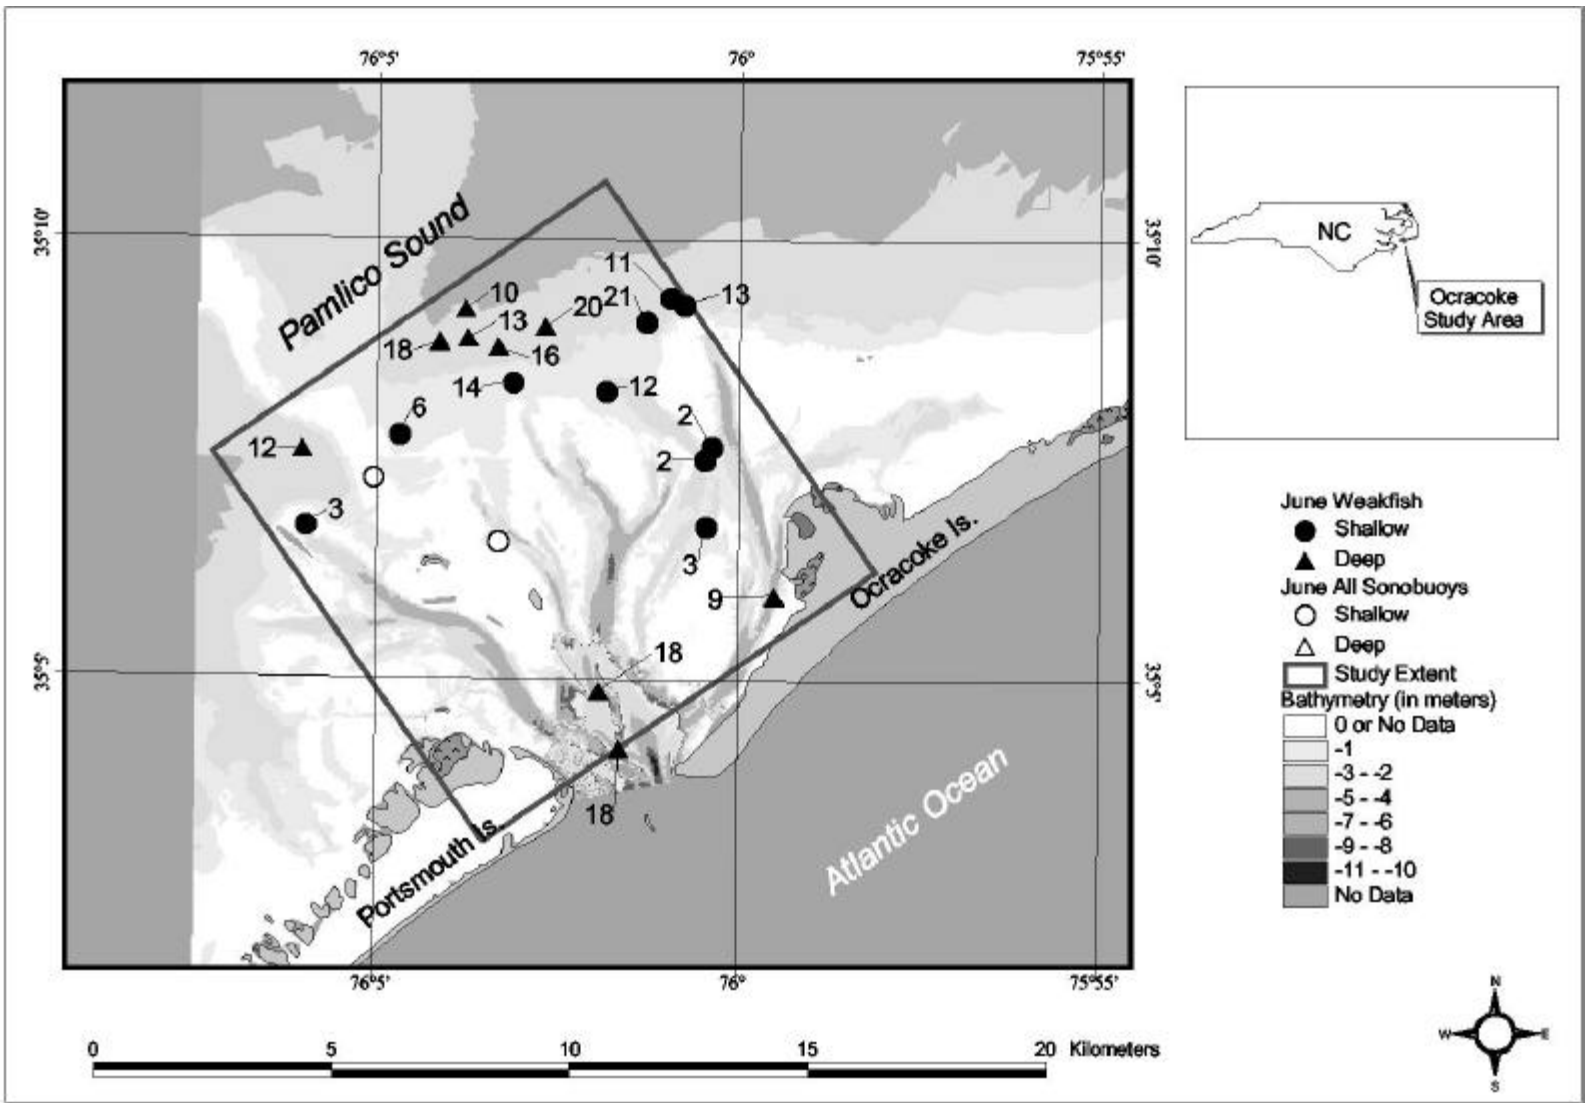 76°5'
76°
75°55'
35°10'
35°10'
Pamlico Sound
11
13
10
21
20
13
18
16
14
12
6
2
12
2
3
3
9
Ocracoke Is.
18
35°5'
35°5'
18
Portsmouth Is.
Atlantic Ocean
76°5'
76°
75°55'
0
5
10
15
20 Kilometers
NC
Ocracoke
Study Area
June Weakfish
Shallow
Deep
June All Sonobuoys
Shallow
Deep
Study Extent
Bathymetry (in meters)
0 or No Data
-1
-3 - -2
-5 - -4
-7 - -6
-9 - -8
-11 - -10
No Data
N
W
E
S